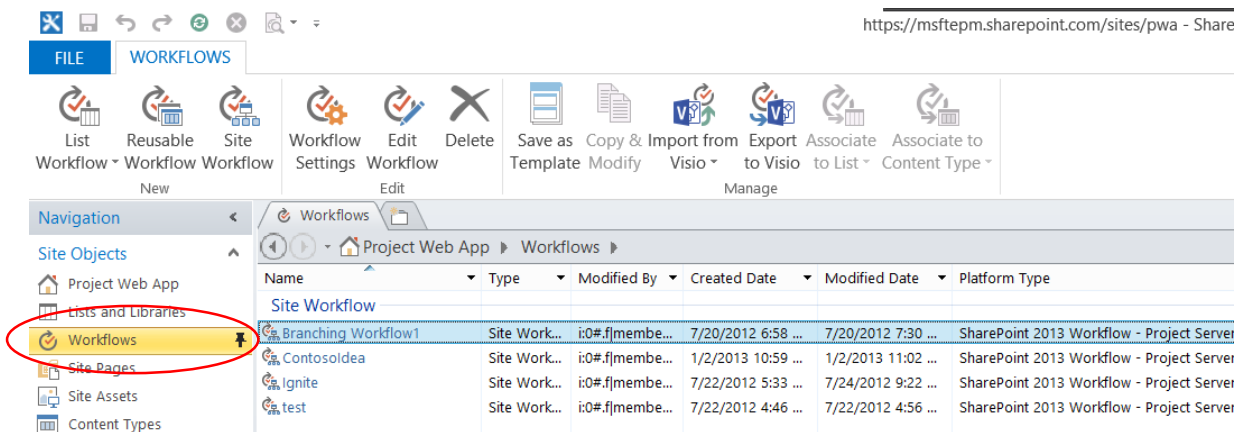 https://msftepm.sharepoint.com/sites/pwa - Share
FILE WORKFLOWS
List Workflow
Reusable Workflow
Site Workflow
Workflow Settings
Edit Workflow
Delete
Save as Template
Copy & Modify
Import from Visio
Export to Visio
Associate to List
Associate to Content Type
New Edit Manage
Navigation
Workflows
Site Objects
Project Web App Workflows
Project Web App
Lists and Libraries
Workflows
Site Pages
Site Assets
Content Types
Name Type Modified By Created Date Modified Date Platform Type
Site Workflow
Branching Workflow1 Site Work... i:0#.f|membe... 7/20/2012 6:58 ... 7/20/2012 7:30 ... SharePoint 2013 Workflow - Project Server
ContosoIdea Site Work... i:0#.f|membe... 1/2/2013 10:59 ... 1/2/2013 11:02 ... SharePoint 2013 Workflow - Project Server
Ignite Site Work... i:0#.f|membe... 7/22/2012 5:33 ... 7/24/2012 9:22 ... SharePoint 2013 Workflow - Project Server
test Site Work... i:0#.f|membe... 7/22/2012 4:46 ... 7/22/2012 4:56 ... SharePoint 2013 Workflow - Project Server